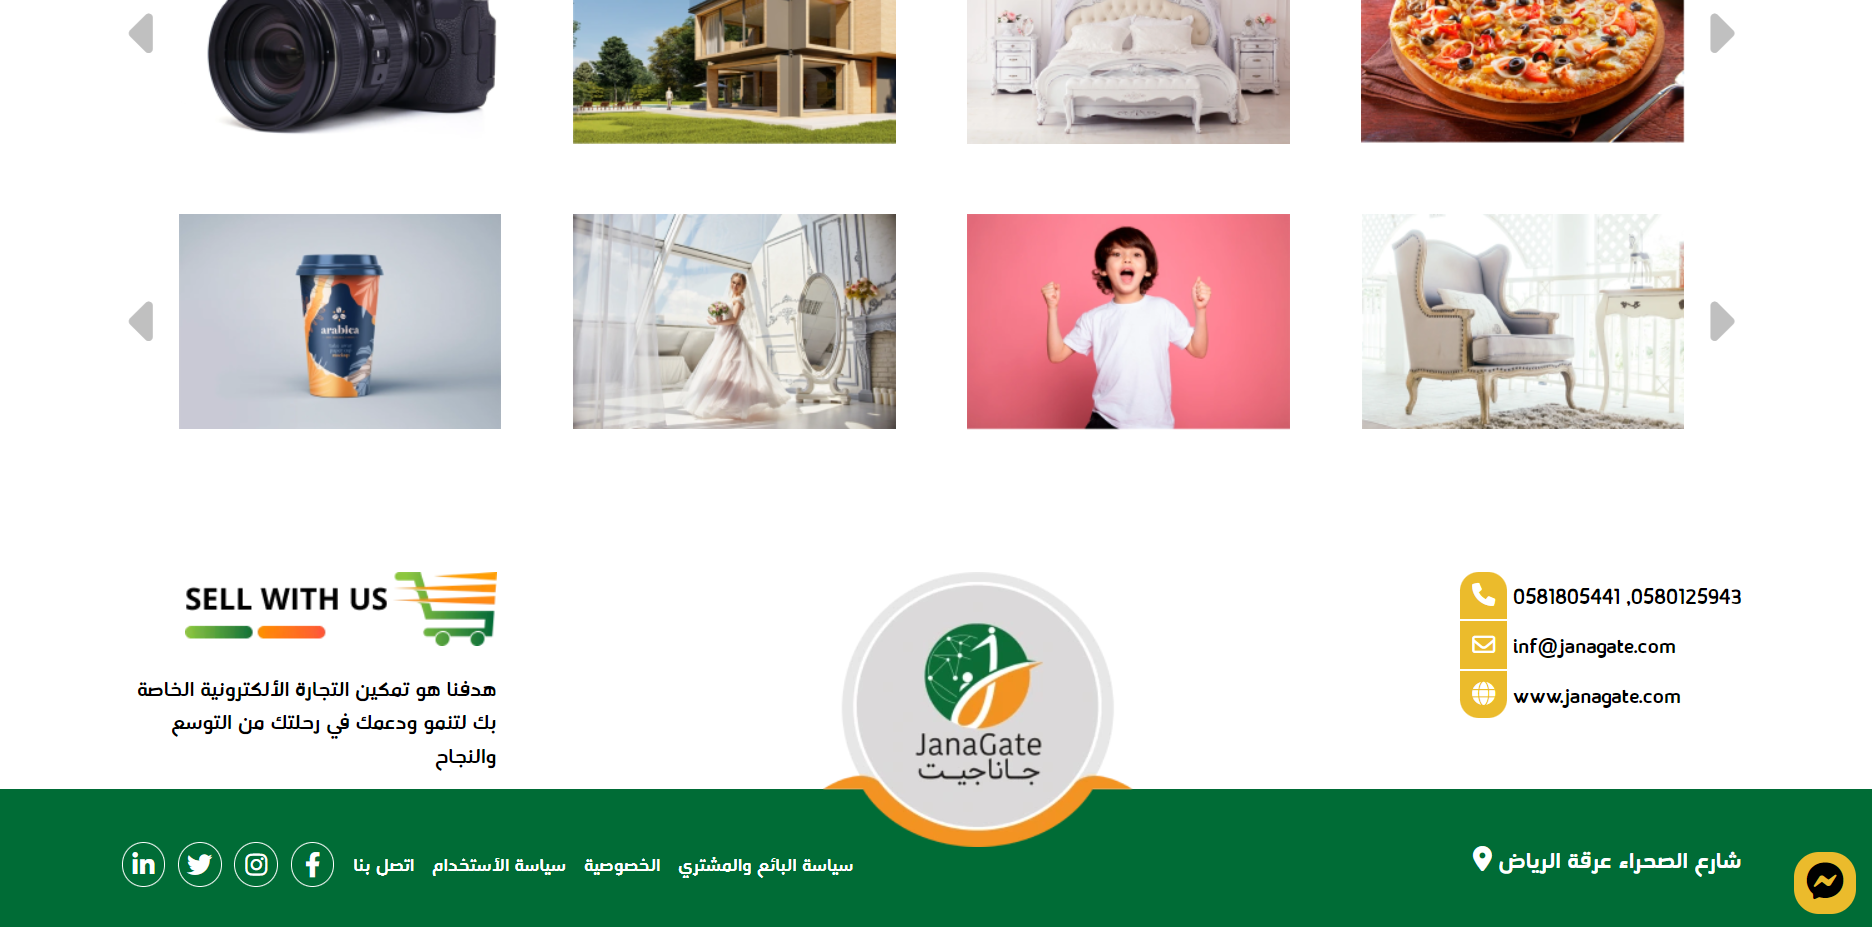 arabica
SELL WITH US
هدفنا هو تمكين التجارة الألكترونية الخاصة
بك لتنمو ودعمك في رحلتك من التوسع
والنجاح
JanaGate
جاناجيت
0581805441 ,0580125943
inf@janagate.com
www.janagate.com
شارع الصحراء عرقة الرياض
سياسة البائع والمشتري
الخصوصية
سياسة الأستخدام
اتصل بنا